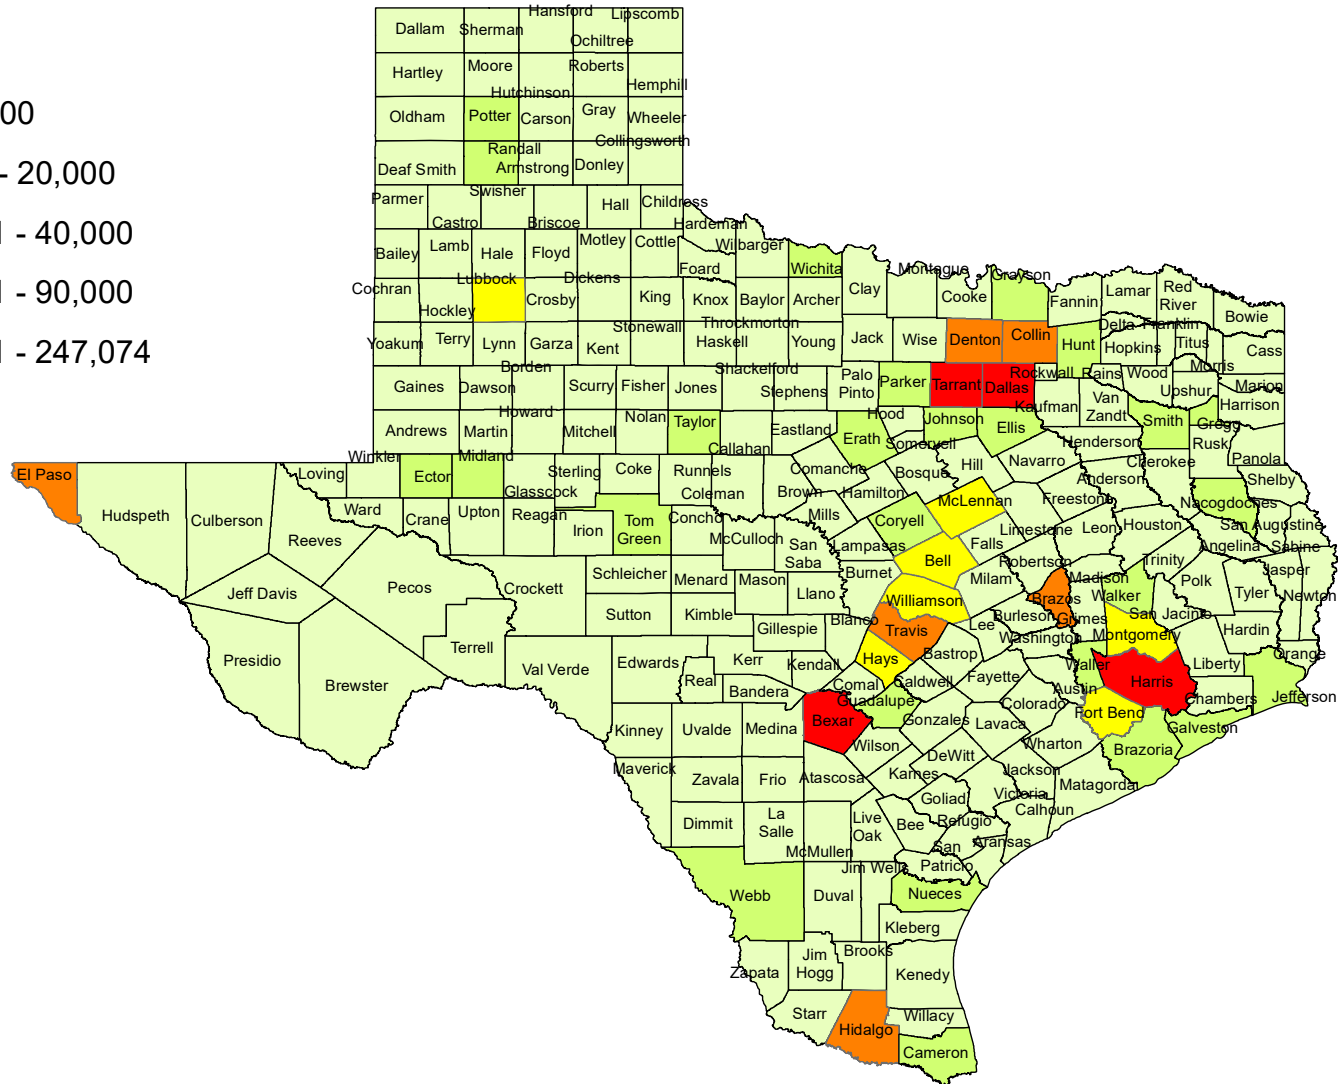 00
- 20,000
- 40,000
- 90,000
- 247,074
Hansford
Lipscomb
Dallam
Sherman
Ochiltree
Hartley
Moore
Roberts
Hemphill
Hutchinson
Oldham
Potter
Carson
Gray
Wheeler
Collingsworth
Deaf Smith
Randall
Armstrong
Donley
Parmer
Swisher
Castro
Briscoe
Hall
Childress
Hardeman
Bailey
Lamb
Hale
Floyd
Motley
Cottle
Wilbarger
Foard
Wichita
Clay
Montague
Grayson
Cochran
Lubbock
Dickens
Hockley
Crosby
King
Knox
Baylor
Archer
Cooke
Fannin
Lamar
Red
River
Bowie
Yoakum
Terry
Lynn
Garza
Kent
Stonewall
Throckmorton
Haskell
Young
Jack
Wise
Denton
Collin
Hunt
Delta
Franklin
Hopkins
Titus
Cass
Morris
Borden
Gaines
Dawson
Scurry
Fisher
Jones
Shackelford
Stephens
Palo
Pinto
Parker
Tarrant
Dallas
Rockwall
Rains
Wood
Upshur
Marion
Harrison
Kaufman
Van
Zandt
Smith
Gregg
Andrews
Martin
Howard
Mitchell
Nolan
Taylor
Callahan
Eastland
Erath
Hood
Somervell
Johnson
Ellis
Henderson
Rusk
Panola
Winkler
El Paso
Loving
Ector
Midland
Glasscock
Sterling
Coke
Runnels
Coleman
Brown
Comanche
Hamilton
Bosque
Hill
Navarro
Anderson
Cherokee
Shelby
Nacogdoches
San Augustine
Hudspeth
Culberson
Reeves
Ward
Crane
Upton
Reagan
Irion
Tom
Green
Concho
McCulloch
San
Saba
Mills
Lampasas
Coryell
McLennan
Limestone
Freestone
Leon
Houston
Angelina
Sabine
Jeff Davis
Pecos
Crockett
Schleicher
Menard
Mason
Llano
Burnet
Bell
Falls
Milam
Robertson
Madison
Trinity
Polk
Tyler
Jasper
Newton
Presidio
Brewster
Terrell
Sutton
Kimble
Gillespie
Blanco
Williamson
Travis
Lee
Burleson
Brazos
Grimes
Walker
San Jacinto
Hardin
Orange
Val Verde
Edwards
Real
Kerr
Kendall
Bandera
Hays
Comal
Caldwell
Bastrop
Fayette
Washington
Waller
Montgomery
Liberty
Harris
Chambers
Jefferson
Kinney
Uvalde
Medina
Bexar
Guadalupe
Gonzales
Lavaca
Colorado
Austin
Fort Bend
Galveston
Brazoria
Wharton
Wilson
DeWitt
Jackson
Matagorda
Maverick
Zavala
Frio
Atascosa
Karnes
Goliad
Victoria
Calhoun
Dimmit
La
Salle
McMullen
Live
Oak
Bee
Refugio
Aransas
San
Patricio
Jim Wells
Nueces
Webb
Duval
Kleberg
Zapata
Jim
Hogg
Brooks
Kenedy
Starr
Hidalgo
Willacy
Cameron